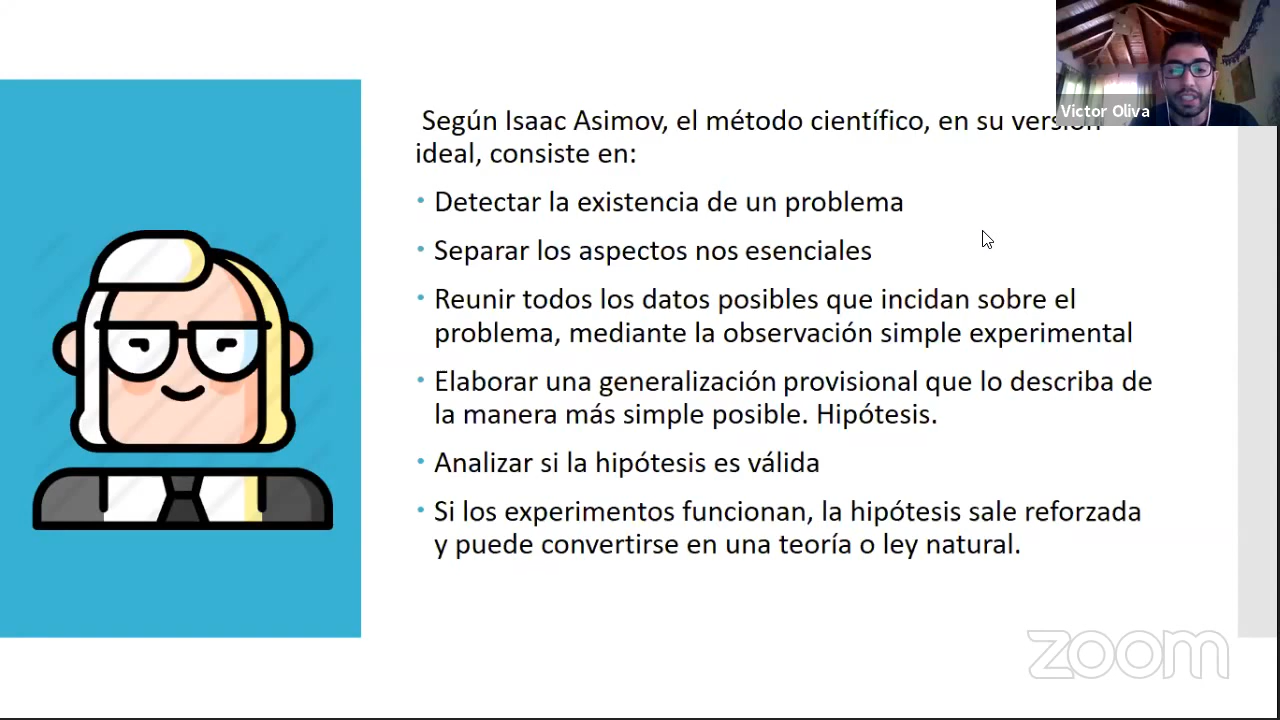 Victor Oliva
Según Isaac Asimov, el método científico, en su versión
ideal, consiste en:
• Detectar la existencia de un problema
• Separar los aspectos nos esenciales
• Reunir todos los datos posibles que incidan sobre el
problema, mediante la observación simple experimental
• Elaborar una generalización provisional que lo describa de
la manera más simple posible. Hipótesis.
• Analizar si la hipótesis es válida
• Si los experimentos funcionan, la hipótesis sale reforzada
y puede convertirse en una teoría o ley natural.
zoom